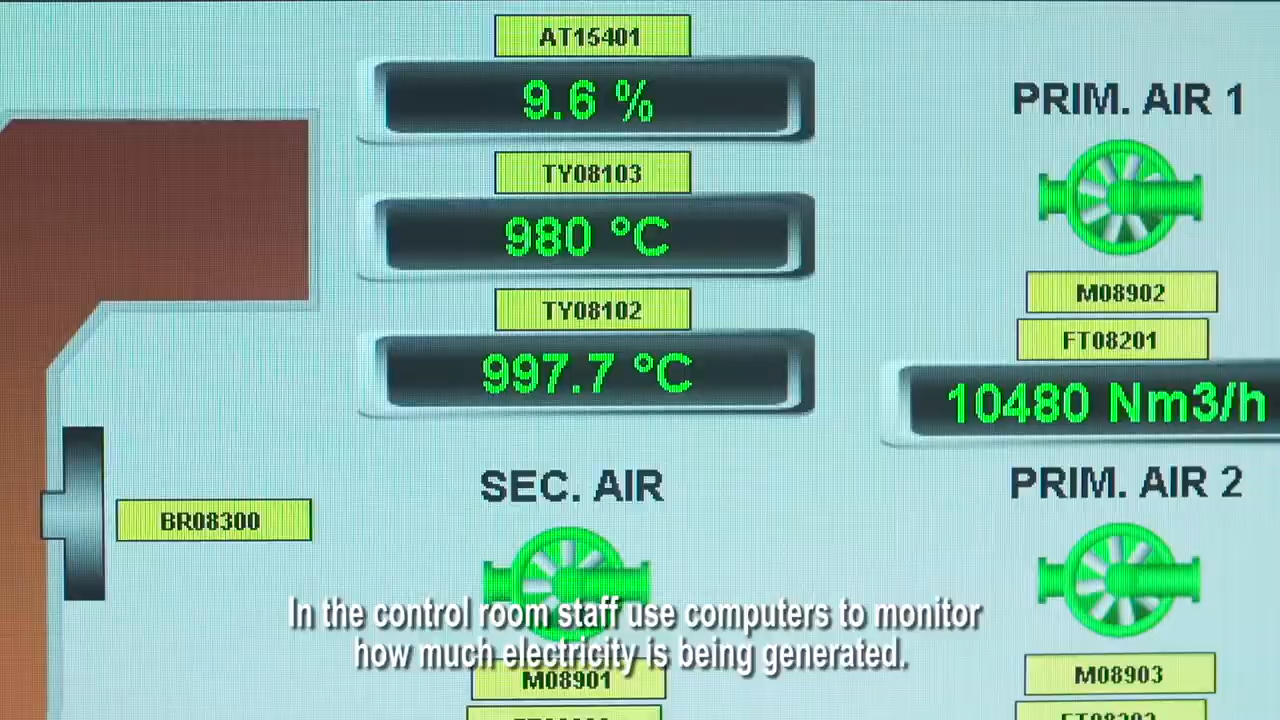 AT15401
9.6 %
TY08103
980 °C
TY08102
997.7 °C
PRIM. AIR 1
M08902
FT08201
10480 Nm3/h
BR08300
SEC. AIR
M08901
PRIM. AIR 2
M08903
In the control room staff use computers to monitor
how much electricity is being generated.